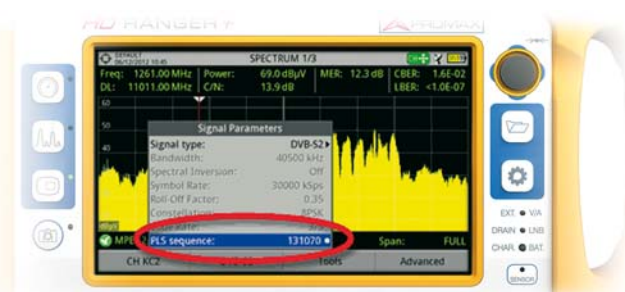 HD RANGER+
PROMAX
DEFAULT
06/12/2012 10:45
SPECTRUM 1/3
Freq: 1261.00 MHz Power: 69.0 dBµV MER: 12.3 dB CBER: 1.6E-02
DL: 11011.00 MHz C/N: 13.9 dB LBER: <1.0E-07
60
50
40
Signal Parameters
Signal type: DVB-S2
Bandwidth: 40500 kHz
Spectral Inversion: Off
Symbol Rate: 30000 kSps
Roll-Off Factor: 0.35
Constellation: 8PSK
PLS sequence: 131070
dBµV
Span: FULL
CH KC2
Tools
Advanced
EXT. V/A
DRAIN LNB
CHAR. BAT.
SENSOR